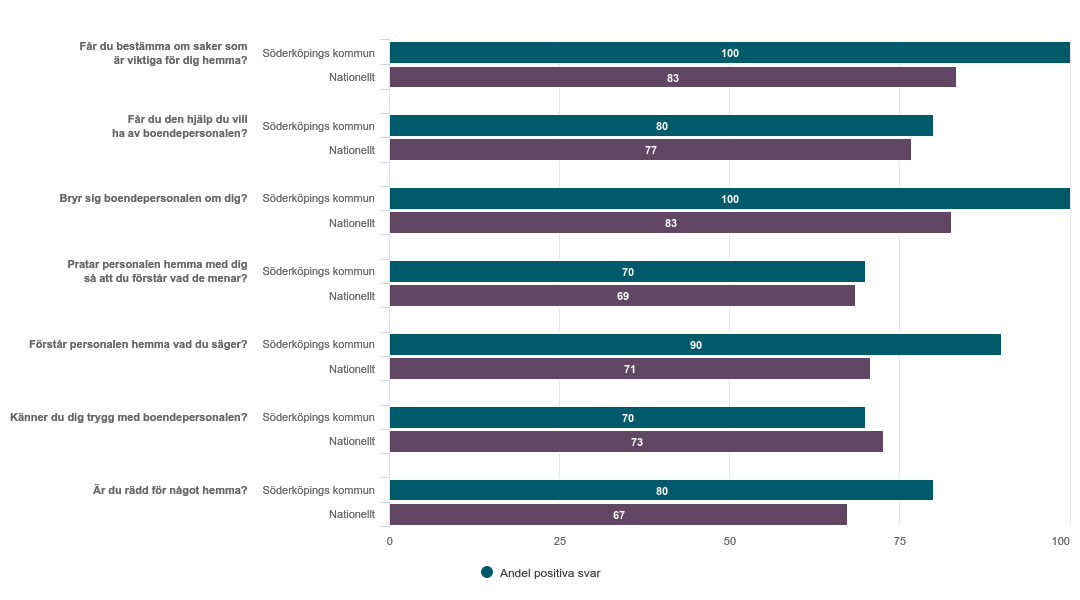 Får du bestämma om saker som
är viktiga för dig hemma?
Söderköpings kommun
100
Nationellt
83
Får du den hjälp du vill
ha av boendepersonalen?
Söderköpings kommun
80
Nationellt
77
Bryr sig boendepersonalen om dig?
Söderköpings kommun
100
Nationellt
83
Pratar personalen hemma med dig
så att du förstår vad de menar?
Söderköpings kommun
70
Nationellt
69
Förstår personalen hemma vad du säger?
Söderköpings kommun
90
Nationellt
71
Känner du dig trygg med boendepersonalen?
Söderköpings kommun
70
Nationellt
73
Är du rädd för något hemma?
Söderköpings kommun
80
Nationellt
67
0 25 50 75 100
Andel positiva svar